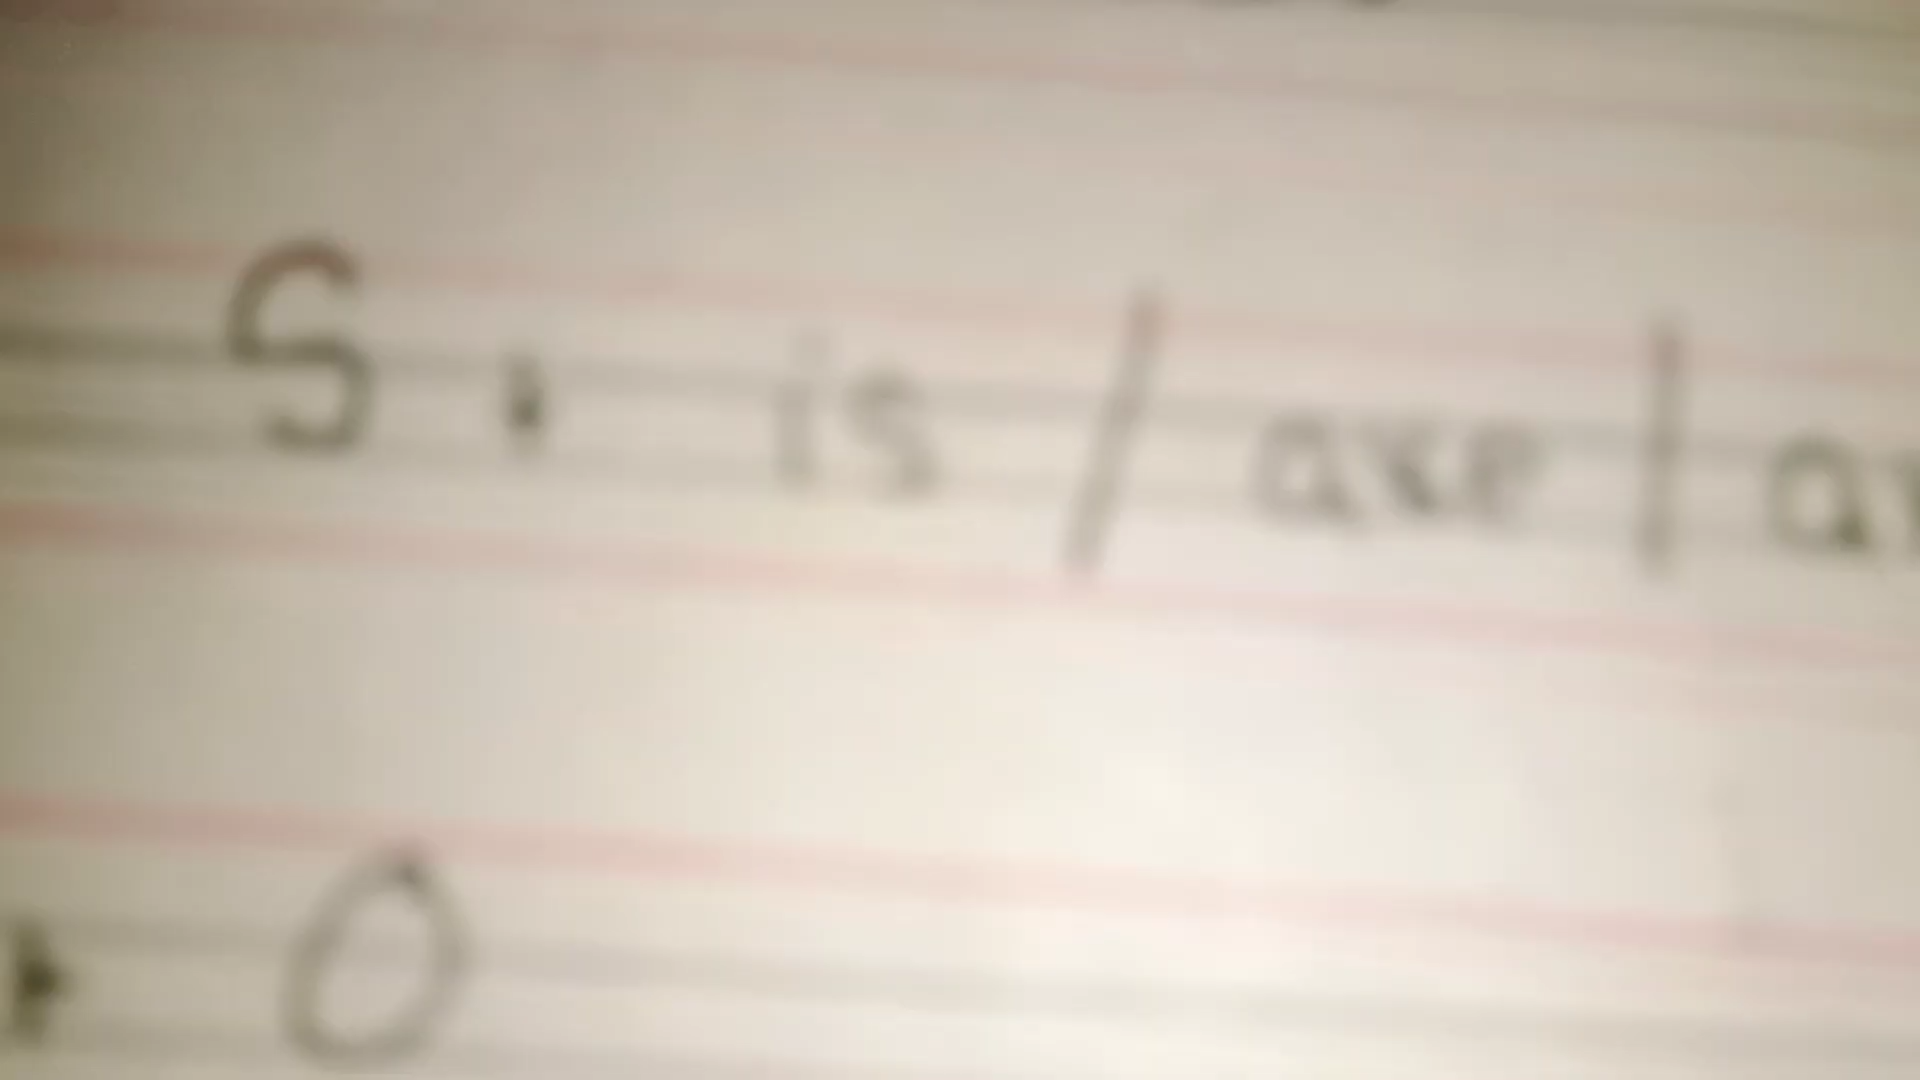 S . is / are / a
. O